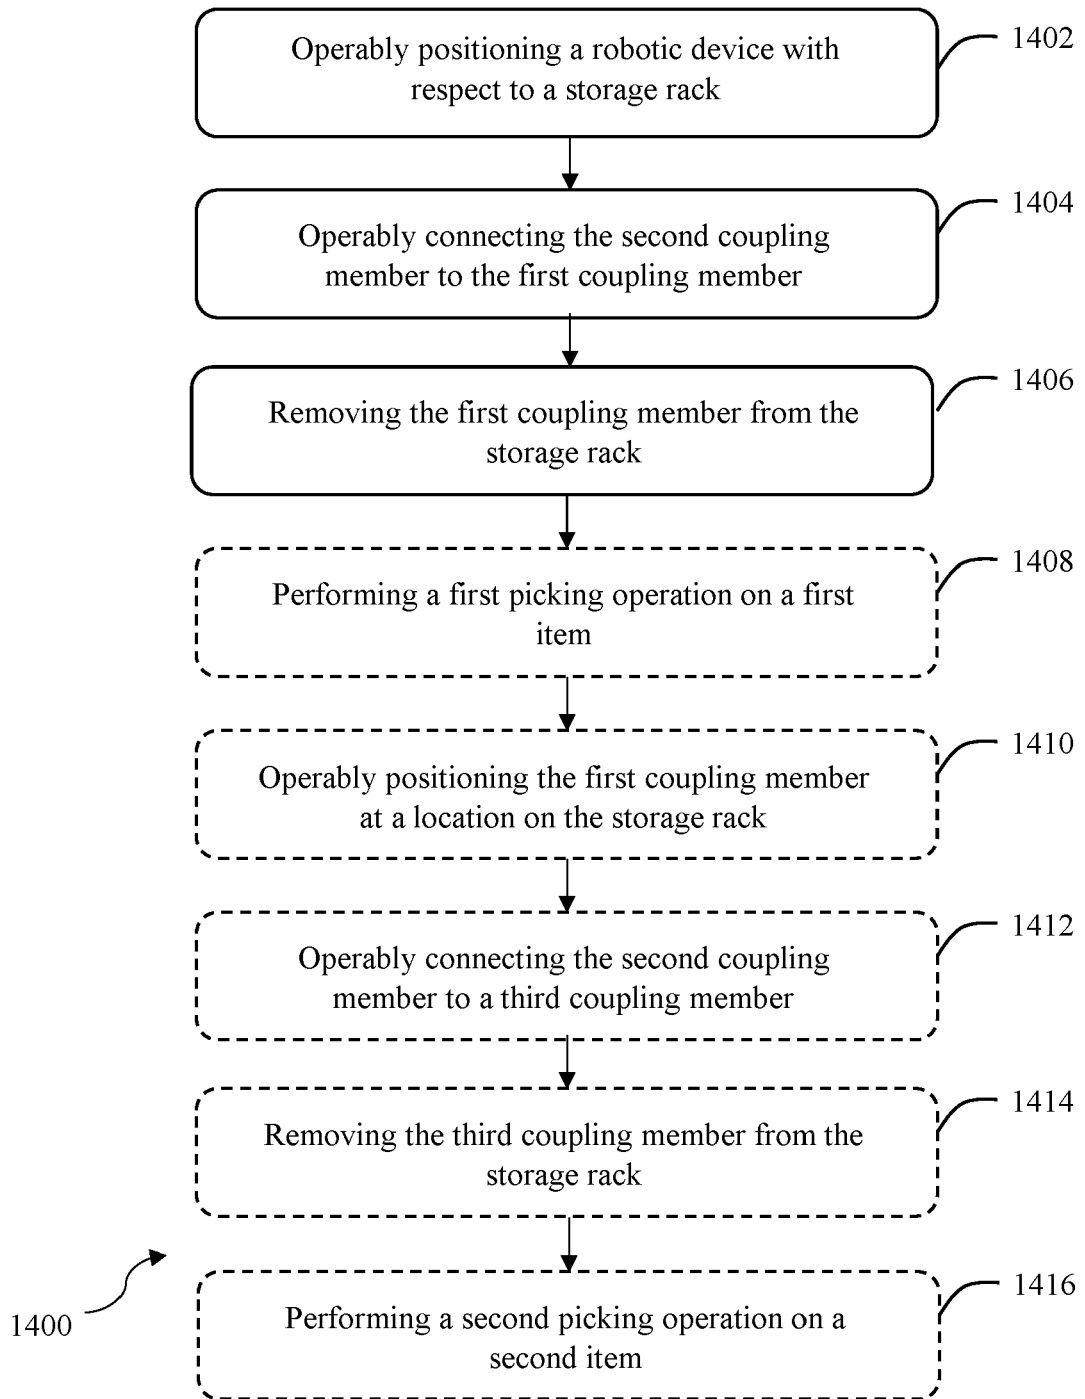 Operably positioning a robotic device with
respect to a storage rack
1402
Operably connecting the second coupling
member to the first coupling member
1404
Removing the first coupling member from the
storage rack
1406
Performing a first picking operation on a first
item
1408
Operably positioning the first coupling member
at a location on the storage rack
1410
Operably connecting the second coupling
member to a third coupling member
1412
Removing the third coupling member from the
storage rack
1414
Performing a second picking operation on a
second item
1416
1400